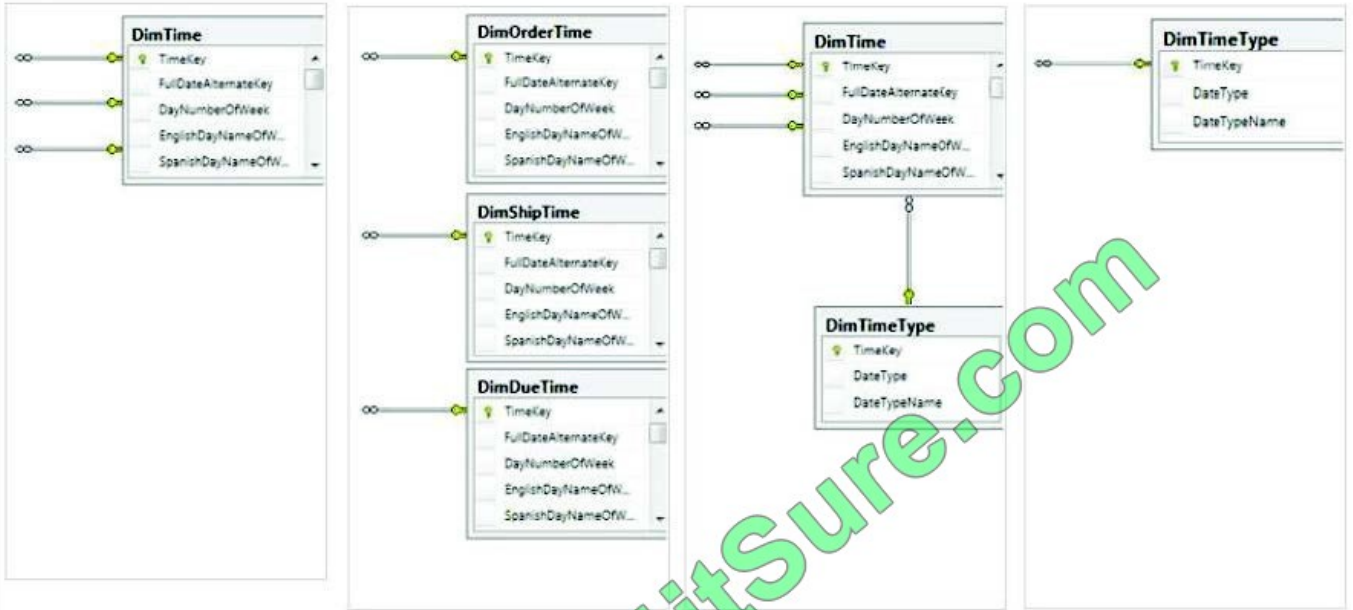 DimTime
TimeKey
FullDateAlternateKey
DayNumberOfWeek
EnglishDayNameOfW...
SpanishDayNameOfW...
DimOrderTime
TimeKey
FullDateAlternateKey
DayNumberOfWeek
EnglishDayNameOfW...
SpanishDayNameOfW...
DimShipTime
TimeKey
FullDateAlternateKey
DayNumberOfWeek
EnglishDayNameOfW...
SpanishDayNameOfW...
DimDueTime
TimeKey
FullDateAlternateKey
DayNumberOfWeek
EnglishDayNameOfW...
SpanishDayNameOfW...
DimTime
TimeKey
FullDateAlternateKey
DayNumberOfWeek
EnglishDayNameOfW...
SpanishDayNameOfW...
DimTimeType
TimeKey
DateType
DateTypeName
DimTimeType
TimeKey
DateType
DateTypeName
itSure.com